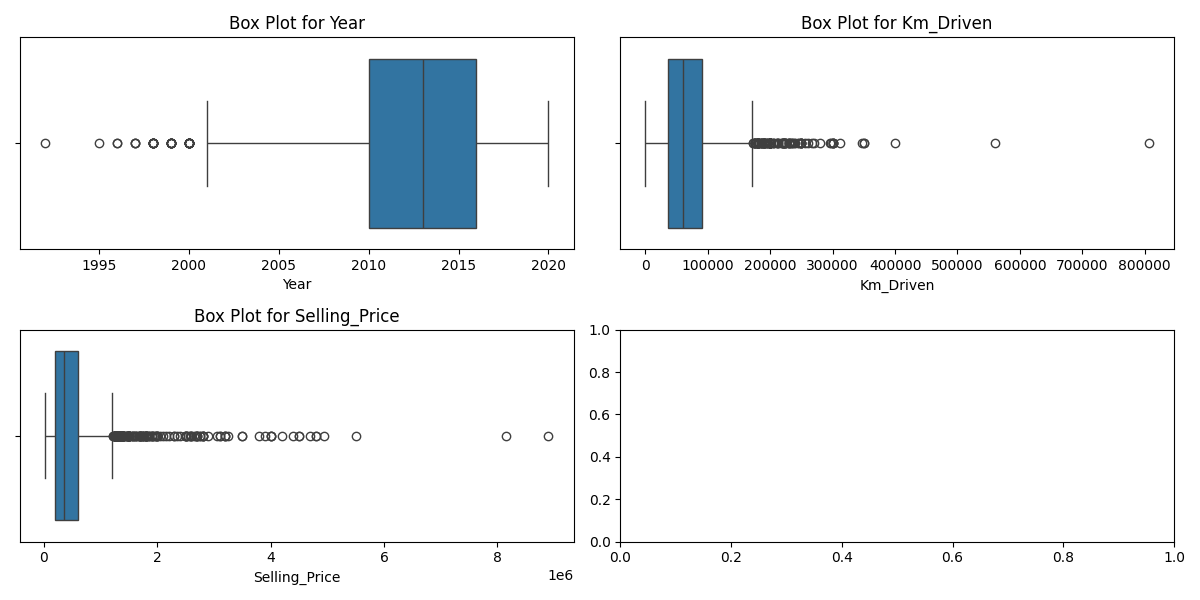 Box Plot for Year
1995 2000 2005 2010 2015 2020
Year
Box Plot for Km_Driven
0 100000 200000 300000 400000 500000 600000 700000 800000
Km_Driven
Box Plot for Selling_Price
0 2 4 6 8
1e6
Selling_Price
1.0
0.8
0.6
0.4
0.2
0.0
0.0 0.2 0.4 0.6 0.8 1.0